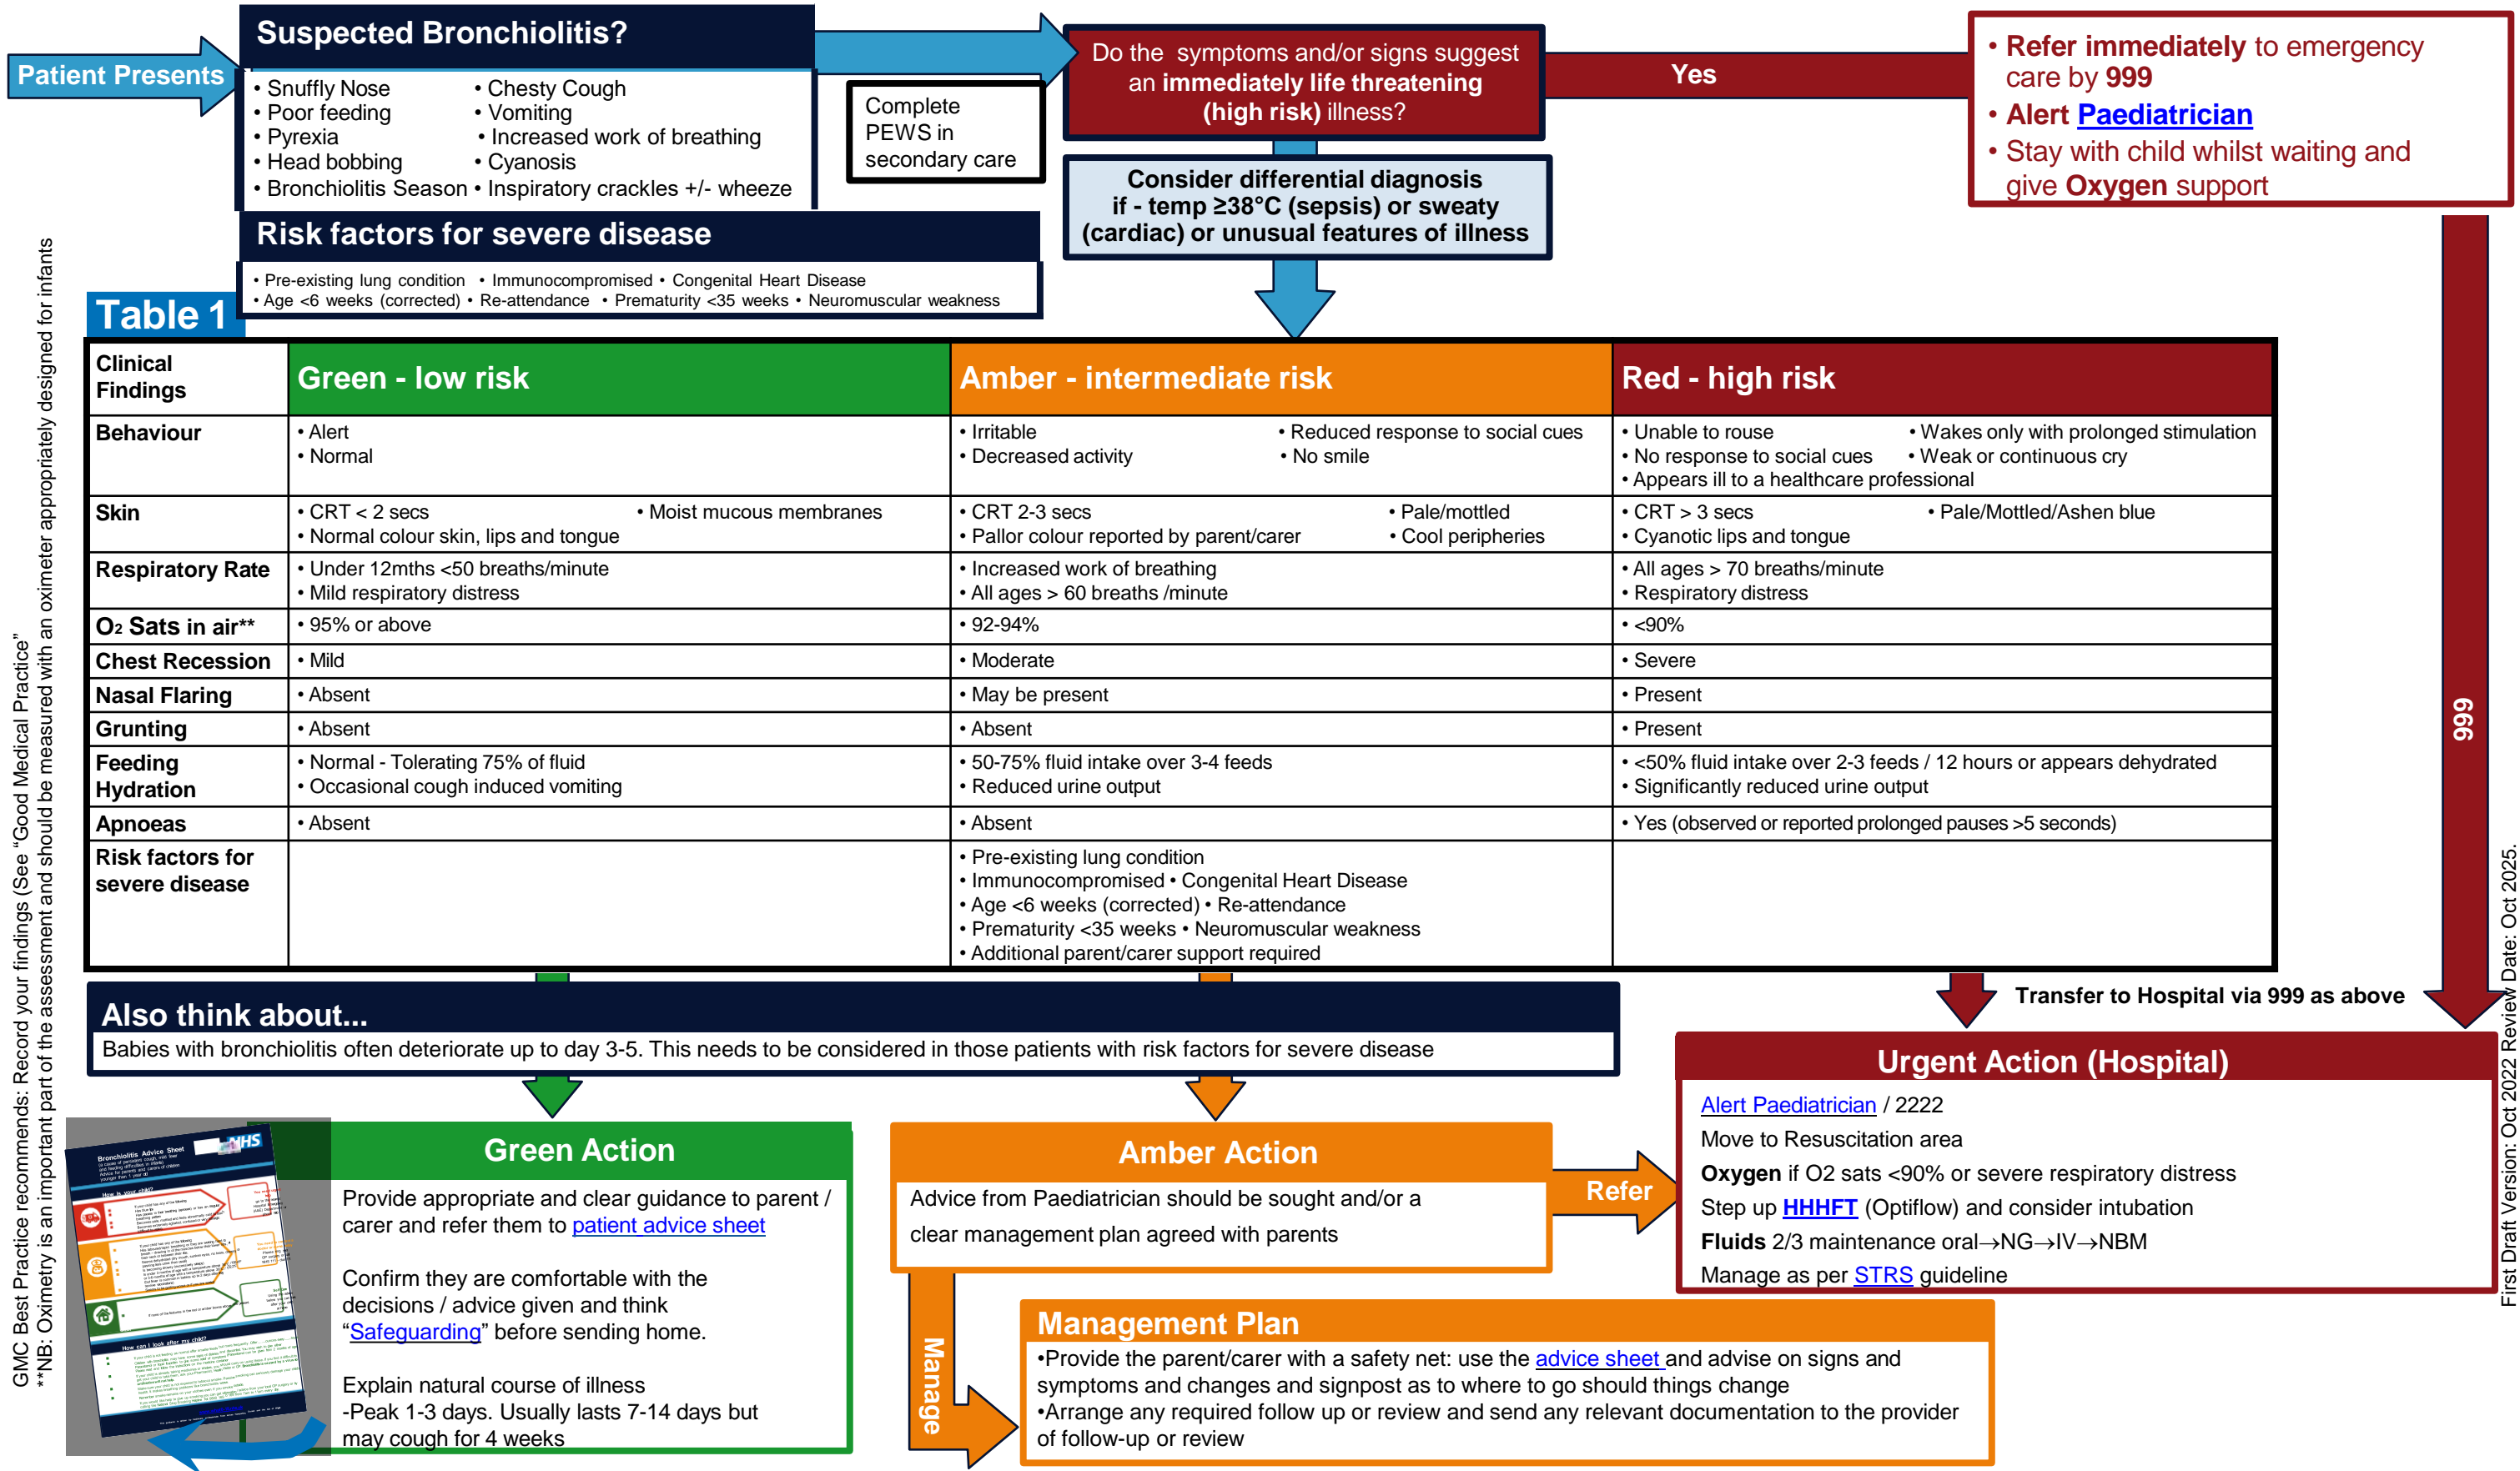 Patient Presents
Suspected Bronchiolitis?
• Snuffly Nose • Chesty Cough
• Poor feeding • Vomiting
• Pyrexia • Increased work of breathing
• Head bobbing • Cyanosis
• Bronchiolitis Season • Inspiratory crackles +/- wheeze
Complete
PEWS in
secondary care
Do the symptoms and/or signs suggest
an immediately life threatening
(high risk) illness?
Yes
• Refer immediately to emergency
care by 999
• Alert Paediatrician
• Stay with child whilst waiting and
give Oxygen support
Consider differential diagnosis
if - temp ≥38°C (sepsis) or sweaty
(cardiac) or unusual features of illness
Risk factors for severe disease
• Pre-existing lung condition • Immunocompromised • Congenital Heart Disease
• Age <6 weeks (corrected) • Re-attendance • Prematurity <35 weeks • Neuromuscular weakness
Table 1
Clinical
Findings
Green - low risk
Amber - intermediate risk
Red - high risk
Behaviour
• Alert
• Normal
• Irritable • Reduced response to social cues
• Decreased activity • No smile
• Unable to rouse • Wakes only with prolonged stimulation
• No response to social cues • Weak or continuous cry
• Appears ill to a healthcare professional
Skin
• CRT < 2 secs • Moist mucous membranes
• Normal colour skin, lips and tongue
• CRT 2-3 secs • Pale/mottled
• Pallor colour reported by parent/carer • Cool peripheries
• CRT > 3 secs • Pale/Mottled/Ashen blue
• Cyanotic lips and tongue
Respiratory Rate
• Under 12mths <50 breaths/minute
• Mild respiratory distress
• Increased work of breathing
• All ages > 60 breaths /minute
• All ages > 70 breaths/minute
• Respiratory distress
O2 Sats in air**
• 95% or above
• 92-94%
• <90%
Chest Recession
• Mild
• Moderate
• Severe
Nasal Flaring
• Absent
• May be present
• Present
Grunting
• Absent
• Absent
• Present
Feeding
Hydration
• Normal - Tolerating 75% of fluid
• Occasional cough induced vomiting
• 50-75% fluid intake over 3-4 feeds
• Reduced urine output
• <50% fluid intake over 2-3 feeds / 12 hours or appears dehydrated
• Significantly reduced urine output
Apnoeas
• Absent
• Absent
• Yes (observed or reported prolonged pauses >5 seconds)
Risk factors for
severe disease
• Pre-existing lung condition
• Immunocompromised • Congenital Heart Disease
• Age <6 weeks (corrected) • Re-attendance
• Prematurity <35 weeks • Neuromuscular weakness
• Additional parent/carer support required
999
Also think about...
Babies with bronchiolitis often deteriorate up to day 3-5. This needs to be considered in those patients with risk factors for severe disease
Transfer to Hospital via 999 as above
Urgent Action (Hospital)
Alert Paediatrician / 2222
Move to Resuscitation area
Oxygen if O2 sats <90% or severe respiratory distress
Step up HHHFT (Optiflow) and consider intubation
Fluids 2/3 maintenance oral→NG→IV→NBM
Manage as per STRS guideline
Green Action
Provide appropriate and clear guidance to parent /
carer and refer them to patient advice sheet
Confirm they are comfortable with the
decisions / advice given and think
“Safeguarding” before sending home.
Explain natural course of illness
-Peak 1-3 days. Usually lasts 7-14 days but
may cough for 4 weeks
Amber Action
Advice from Paediatrician should be sought and/or a
clear management plan agreed with parents
Refer
Manage
Management Plan
•Provide the parent/carer with a safety net: use the advice sheet and advise on signs and
symptoms and changes and signpost as to where to go should things change
•Arrange any required follow up or review and send any relevant documentation to the provider
of follow-up or review
Bronchiolitis Advice Sheet
NHS
How is your child?
How can I look after my child?
GMC Best Practice recommends: Record your findings (See “Good Medical Practice”
**NB: Oximetry is an important part of the assessment and should be measured with an oximeter appropriately designed for infants
First Draft Version: Oct 2022 Review Date: Oct 2025.